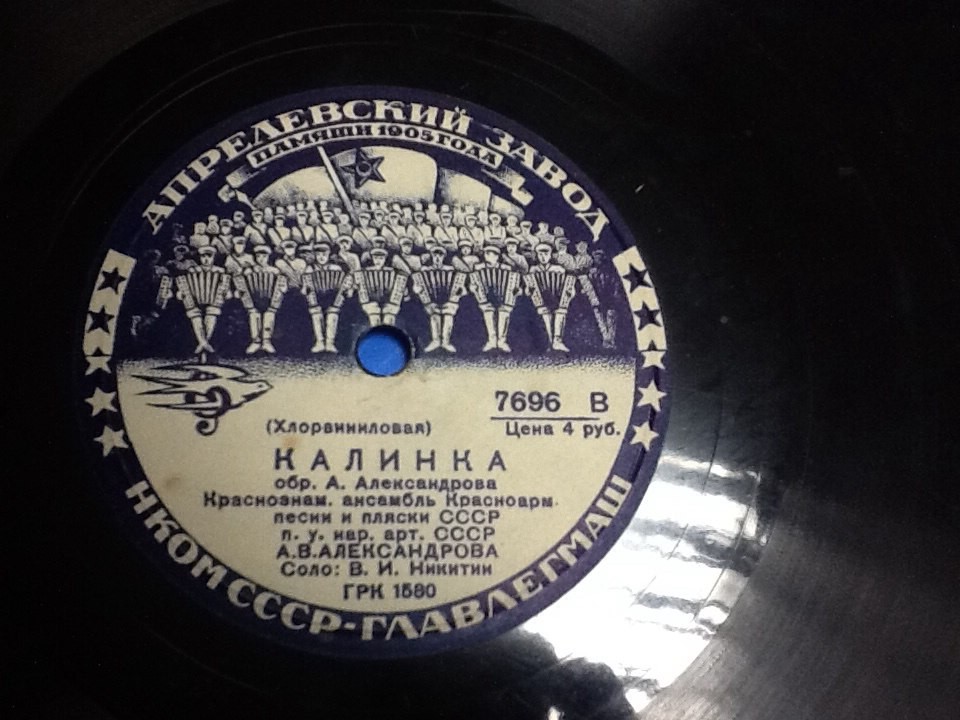 АПРЕЛЕВСКИЙ ЗАВОД
ПАМЯТИ 1905 ГОДА
7696 В
(Хлорвиниловая)
Цена 4 руб.
КАЛИНКА
обр. А. Александрова
Краснознам. ансамбль Красноарм.
песни и пляски СССР
п. у. нар. арт. СССР
А.В.АЛЕКСАНДРОВА
Соло: В. И. Никитин
ГРК 1580
НКОМ СССР-ГЛАВЛЕГМАШ